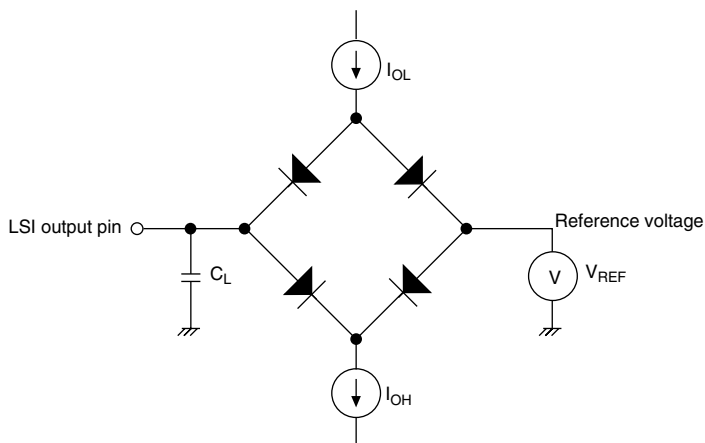 I_OL
LSI output pin
Reference voltage
C_L
V
V_REF
I_OH